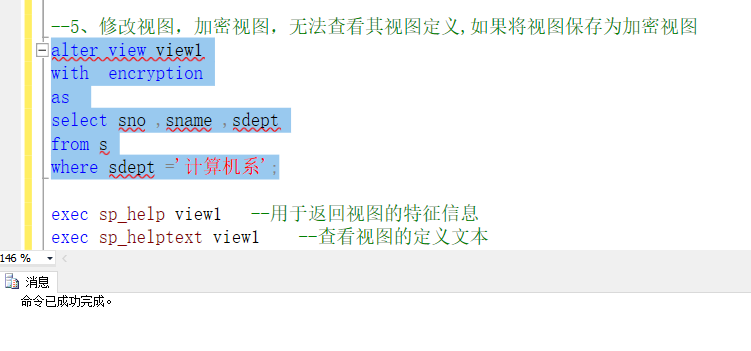 --5、修改视图，加密视图，无法查看其视图定义,如果将视图保存为加密视图
alter view view1
with  encryption
as
select sno ,sname ,sdept
from s
where sdept ='计算机系';
exec sp_help view1   --用于返回视图的特征信息
exec sp_helptext view1    --查看视图的定义文本
146 %
消息
命令已成功完成。